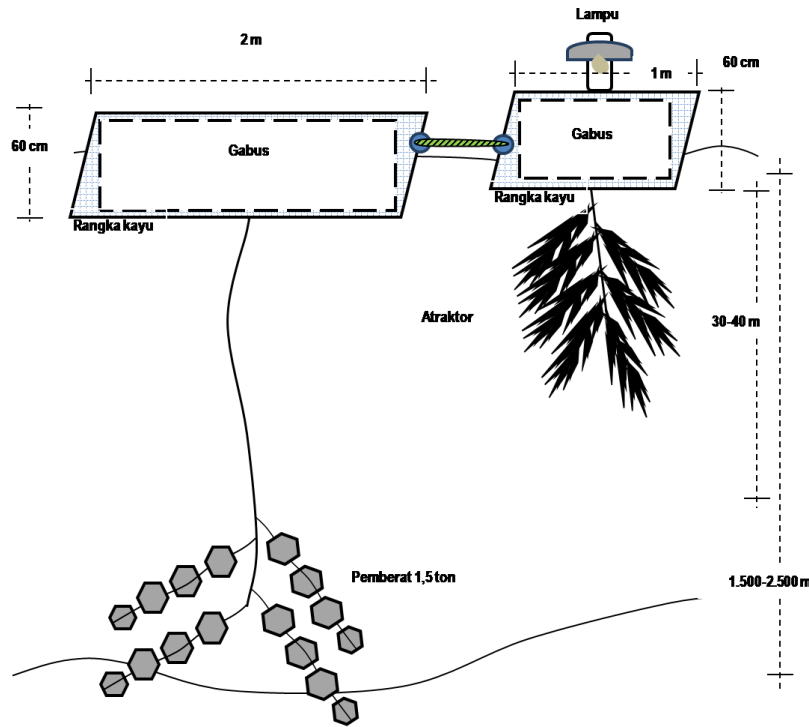 Lampu
2 m
1 m
60 cm
60 cm
Gabus
Gabus
Rangka kayu
Rangka kayu
Atraktor
30-40 m
Pemberat 1,5 ton
1.500-2.500 m